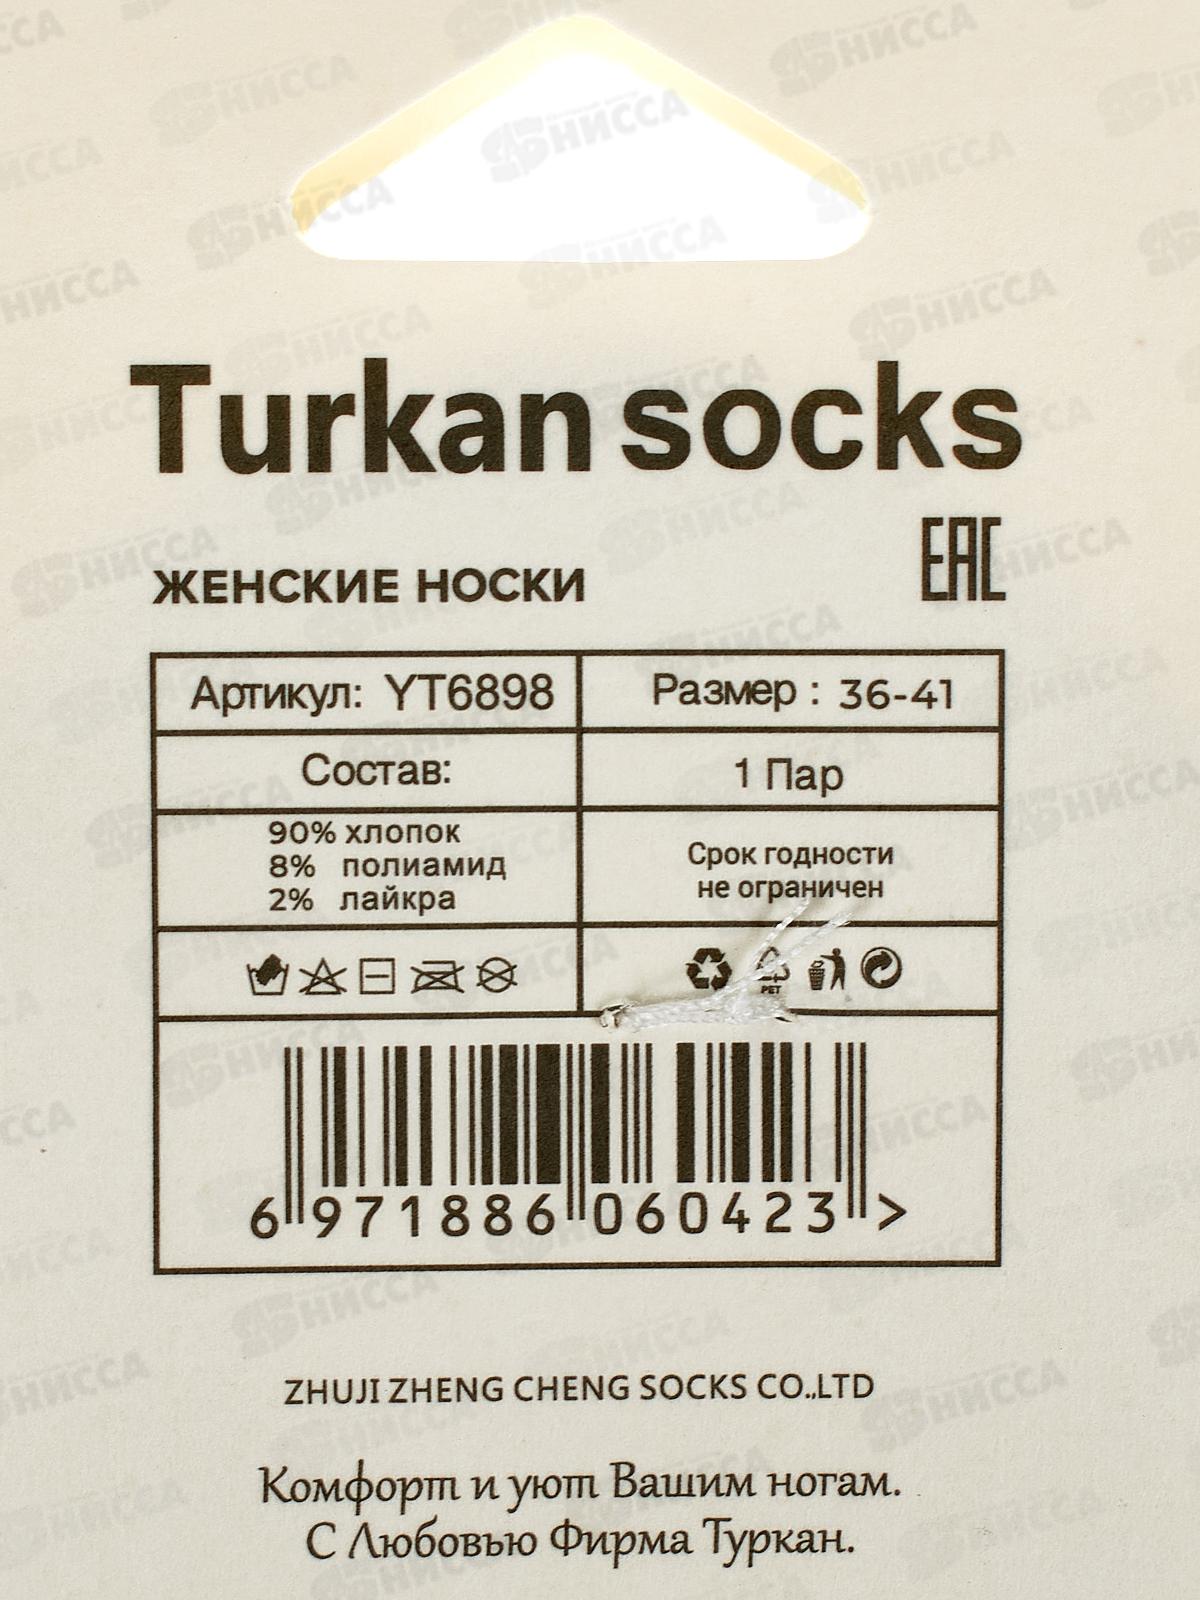 Turkan socks
EAC
ЖЕНСКИЕ НОСКИ
Артикул: YT6898
Размер : 36-41
Состав:
1 Пар
90% хлопок
8% полиамид
2% лайкра
Срок годности
не ограничен
PET
6 971886 060423 >
ZHUJI ZHENG CHENG SOCKS CO.,LTD
Комфорт и уют Вашим ногам.
С Любовью Фирма Туркан.
НИССА